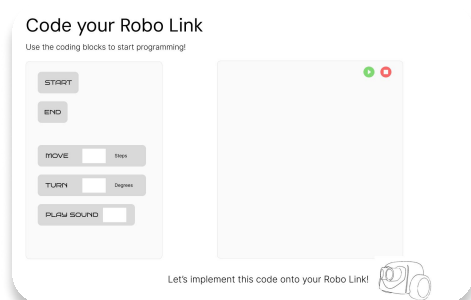 Code your Robo Link
Use the coding blocks to start programming!
START
END
MOVE Steps
TURN Degrees
PLAY SOUND
Let's implement this code onto your Robo Link!